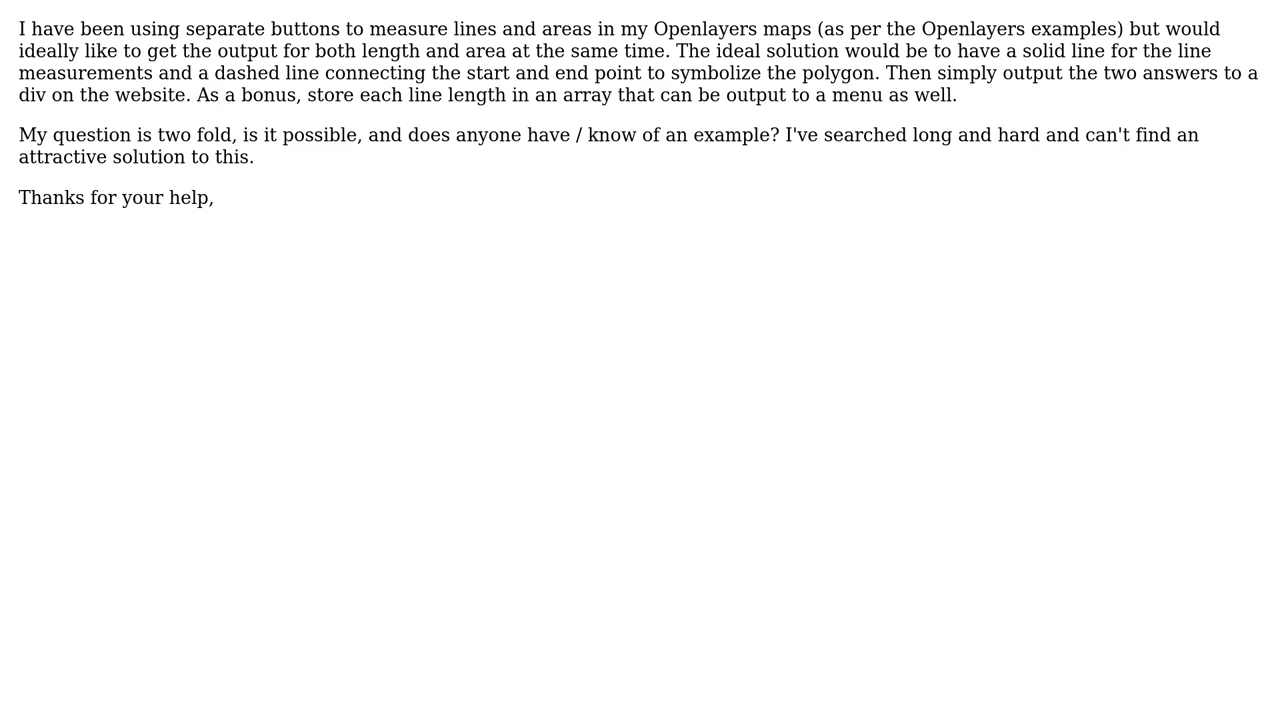 I have been using separate buttons to measure lines and areas in my Openlayers maps (as per the Openlayers examples) but would
ideally like to get the output for both length and area at the same time. The ideal solution would be to have a solid line for the line
measurements and a dashed line connecting the start and end point to symbolize the polygon. Then simply output the two answers to a
div on the website. As a bonus, store each line length in an array that can be output to a menu as well.
My question is two fold, is it possible, and does anyone have / know of an example? I've searched long and hard and can't find an
attractive solution to this.
Thanks for your help,